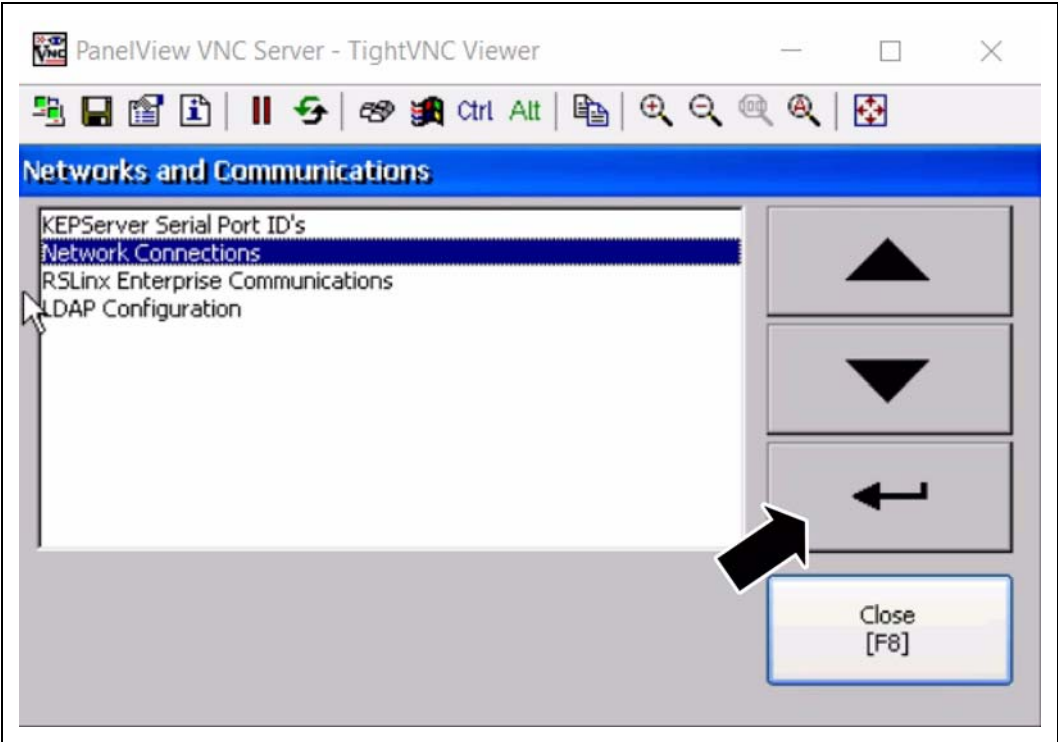 PanelView VNC Server - TightVNC Viewer
Ctrl Alt
Networks and Communications
KEPServer Serial Port ID's
Network Connections
RSLinx Enterprise Communications
LDAP Configuration
Close
[F8]